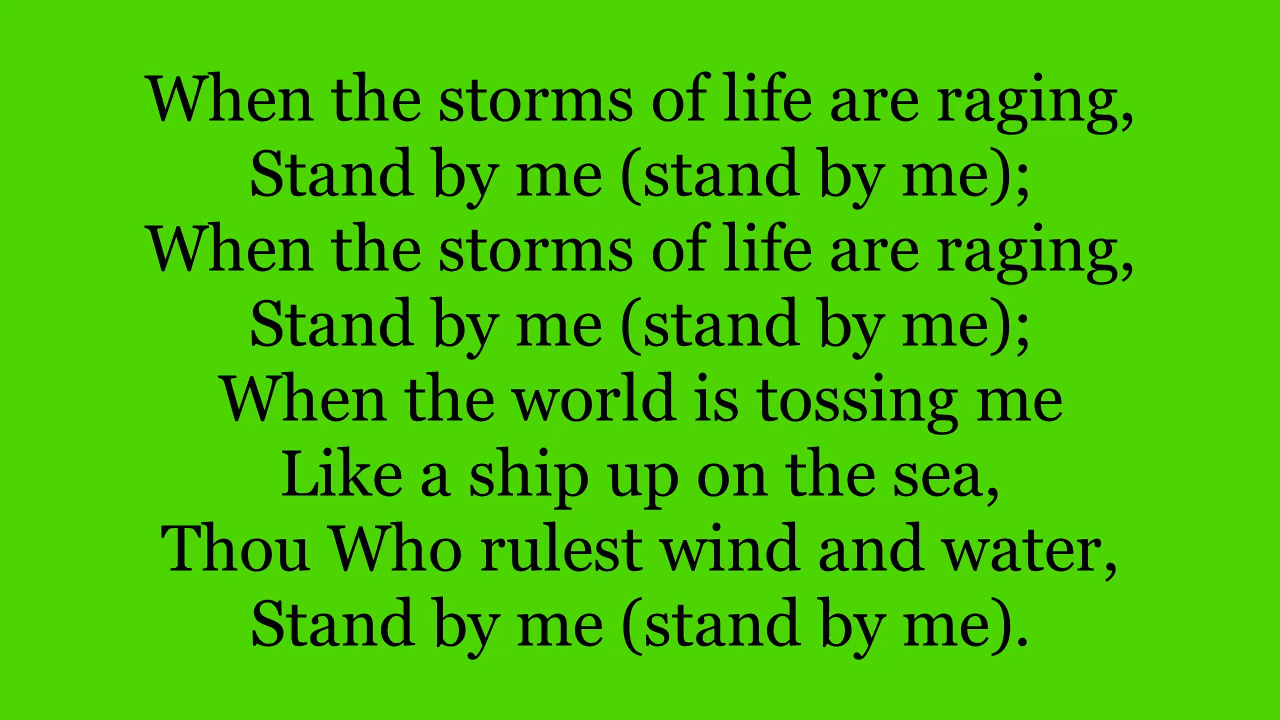 When the storms of life are raging,
Stand by me (stand by me);
When the storms of life are raging,
Stand by me (stand by me);
When the world is tossing me
Like a ship up on the sea,
Thou Who rulest wind and water,
Stand by me (stand by me).